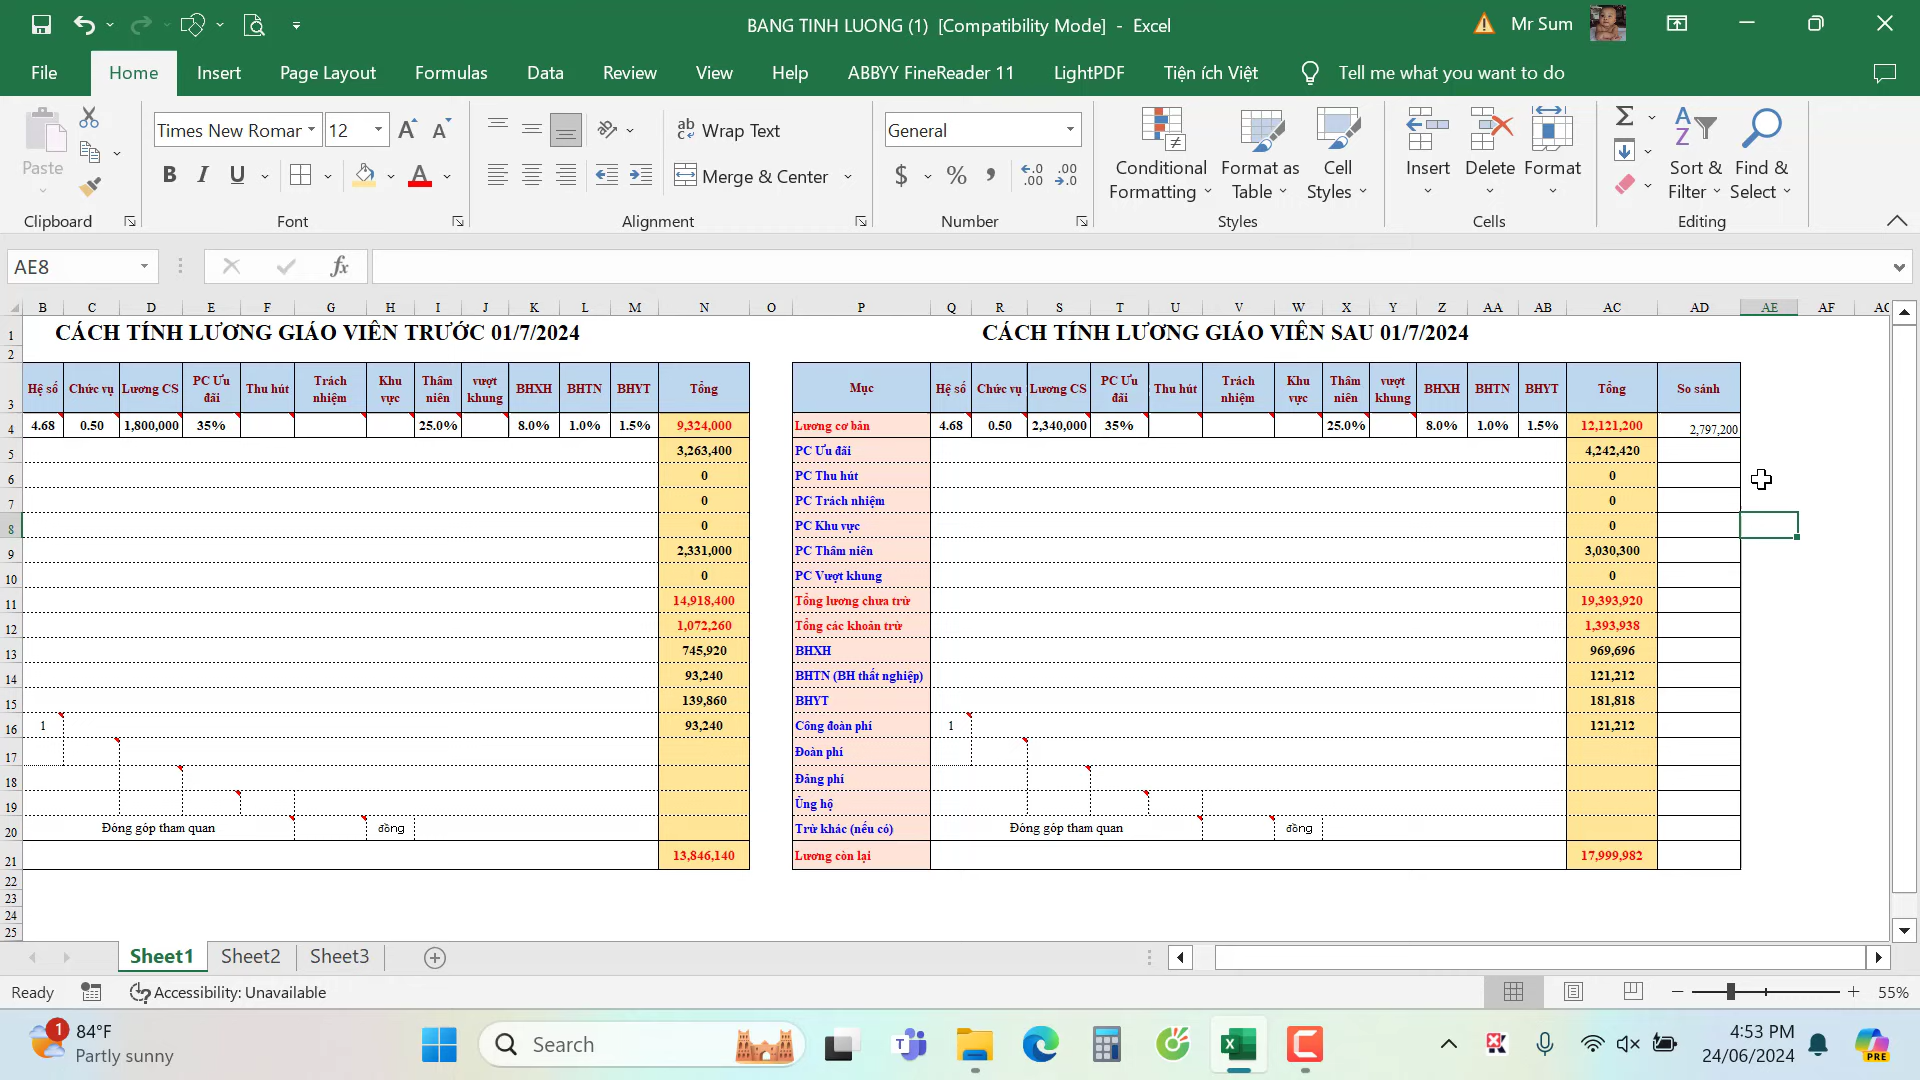 BANG TINH LUONG (1) [Compatibility Mode] - Excel
Mr Sum
File Home Insert Page Layout Formulas Data Review View Help ABBYY FineReader 11 LightPDF Tiện ích Việt Tell me what you want to do
Paste
Clipboard
Times New Roman 12
B I U
Font
Wrap Text
Merge & Center
Alignment
General
$ % ,
Number
Conditional Formatting
Format as Table
Cell Styles
Styles
Insert
Delete
Format
Cells
Sort & Filter
Find & Select
Editing
AE8
fx
B C D E F G H I J K L M N O P Q R S T U V W X Y Z AA AB AC AD AE AF
1 CÁCH TÍNH LƯƠNG GIÁO VIÊN TRƯỚC 01/7/2024 CÁCH TÍNH LƯƠNG GIÁO VIÊN SAU 01/7/2024
2
3 Hệ số Chức vụ Lương CS PC Ưu đãi Thu hút Trách nhiệm Khu vực Thâm niên vượt khung BHXH BHTN BHYT Tổng Mục Hệ số Chức vụ Lương CS PC Ưu đãi Thu hút Trách nhiệm Khu vực Thâm niên vượt khung BHXH BHTN BHYT Tổng So sánh
4 4.68 0.50 1,800,000 35% 25.0% 8.0% 1.0% 1.5% 9,324,000 Lương cơ bản 4.68 0.50 2,340,000 35% 25.0% 8.0% 1.0% 1.5% 12,121,200 2,797,200
5 3,263,400 PC Ưu đãi 4,242,420
6 0 PC Thu hút 0
7 0 PC Trách nhiệm 0
8 0 PC Khu vực 0
9 2,331,000 PC Thâm niên 3,030,300
10 0 PC Vượt khung 0
11 14,918,400 Tổng lương chưa trừ 19,393,920
12 1,072,260 Tổng các khoản trừ 1,393,938
13 745,920 BHXH 969,696
14 93,240 BHTN (BH thất nghiệp) 121,212
15 139,860 BHYT 181,818
16 1 93,240 Công đoàn phí 1 121,212
17 Đoàn phí
18 Đảng phí
19 Ủng hộ
20 Đóng góp tham quan đồng Trừ khác (nếu có) Đóng góp tham quan đồng
21 13,846,140 Lương còn lại 17,999,982
22
23
24
25
Sheet1 Sheet2 Sheet3
Ready Accessibility: Unavailable 55%
1
84°F
Partly sunny
Search
4:53 PM
24/06/2024
PRE